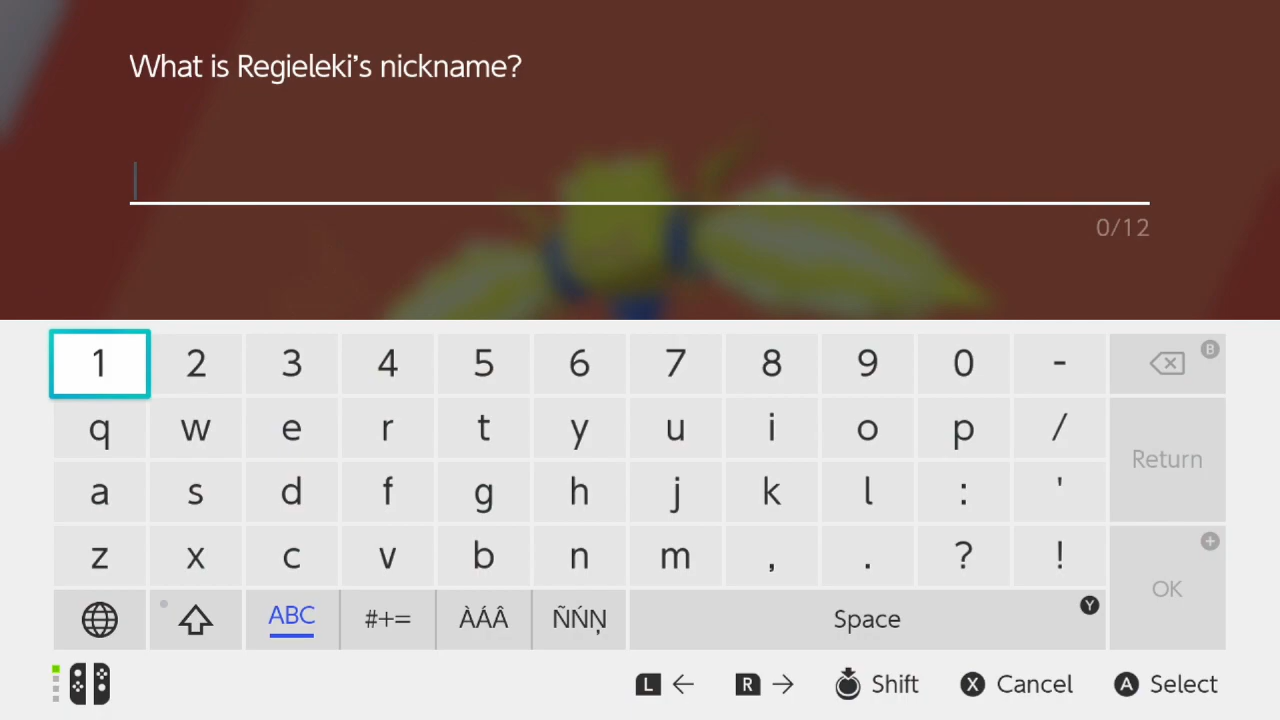 What is Regieleki's nickname?
0/12
1 2 3 4 5 6 7 8 9 0 - B
q w e r t y u i o p / Return
a s d f g h j k l : '
z x c v b n m , . ? ! + OK
ABC #+= ÀÁÂ ÑŃŅ Space Y
L ← R → Shift X Cancel A Select